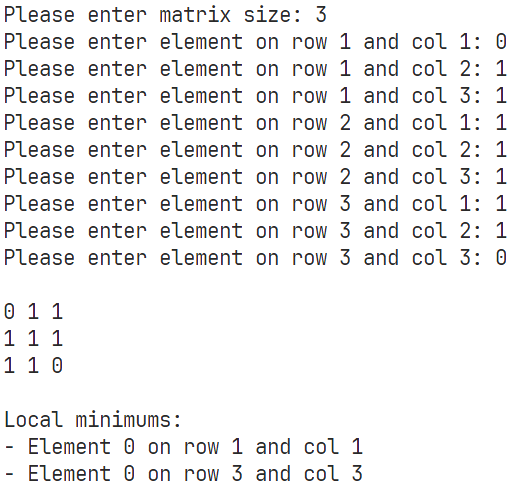 Please enter matrix size: 3
Please enter element on row 1 and col 1: 0
Please enter element on row 1 and col 2: 1
Please enter element on row 1 and col 3: 1
Please enter element on row 2 and col 1: 1
Please enter element on row 2 and col 2: 1
Please enter element on row 2 and col 3: 1
Please enter element on row 3 and col 1: 1
Please enter element on row 3 and col 2: 1
Please enter element on row 3 and col 3: 0

0 1 1
1 1 1
1 1 0

Local minimums:
- Element 0 on row 1 and col 1
- Element 0 on row 3 and col 3